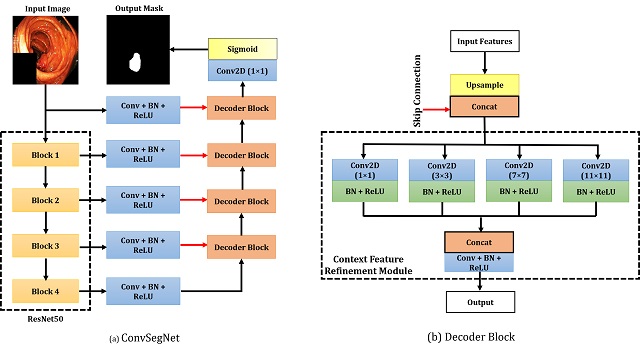 Input Image
Output Mask
Sigmoid
Conv2D (1×1)
Conv + BN +
ReLU
Decoder Block
Block 1
Conv + BN +
ReLU
Decoder Block
Block 2
Conv + BN +
ReLU
Decoder Block
Block 3
Conv + BN +
ReLU
Decoder Block
Block 4
Conv + BN +
ReLU
ResNet50
(a) ConvSegNet
Input Features
Upsample
Concat
Skip Connection
Conv2D
(1×1)
BN + ReLU
Conv2D
(3×3)
BN + ReLU
Conv2D
(7×7)
BN + ReLU
Conv2D
(11×11)
BN + ReLU
Concat
Conv + BN +
ReLU
Context Feature
Refinement Module
Output
(b) Decoder Block